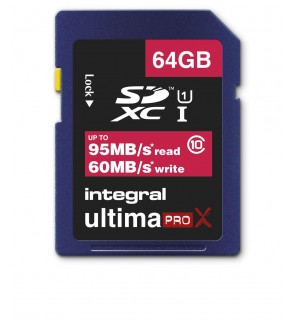 64GB
Lock
SD XC I 1
UP TO
95MB/s* read 10
60MB/s* write
integral
ultima PRO X